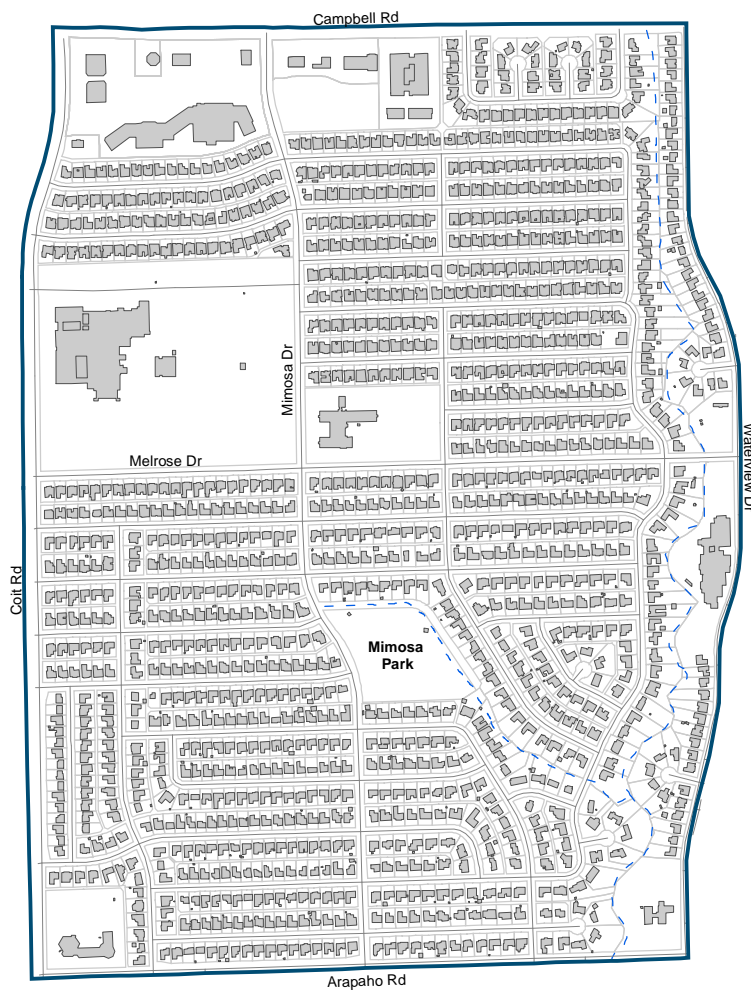 Campbell Rd
Mimosa Dr
Waterview Dr
Melrose Dr
Coit Rd
Mimosa
Park
Arapaho Rd